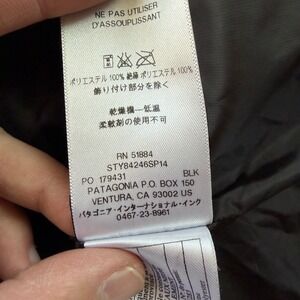 NE PAS UTILISER
D'ASSOUPLISSANT
ポリエステル 100% 絶縁 ポリエステル 100%
飾り付け部分を除く
乾燥機—低温
柔軟剤の使用不可
RN 51884
STY84246SP14
PO 179431 BLK
PATAGONIA P.O. BOX 150
VENTURA, CA 93002 US
パタゴニア・インターナショナル・インク
0467-23-8961